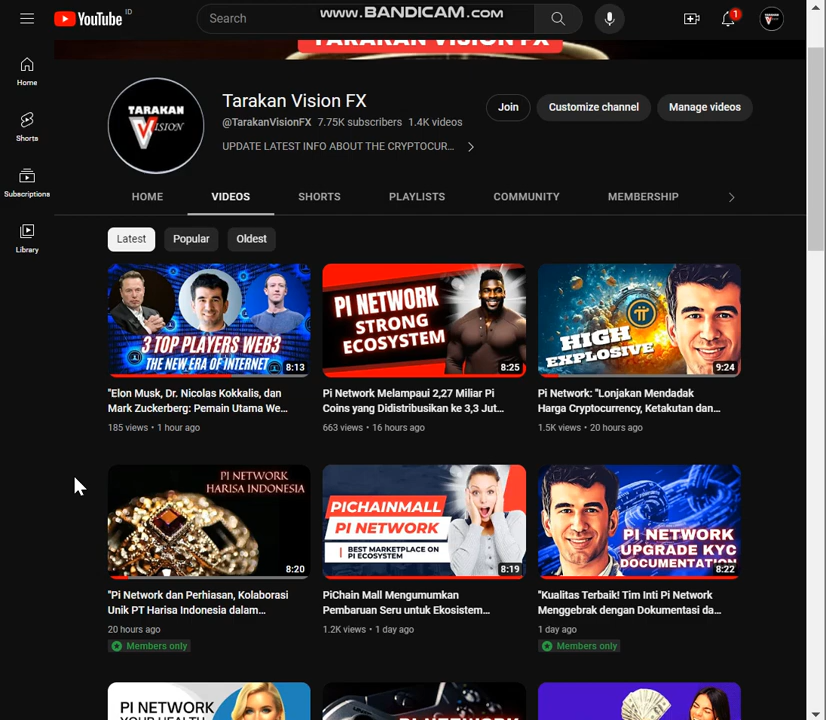 YouTube ID
Search
WWW.BANDICAM.COM
1
TARAKAN VISION FX
Home
Shorts
Subscriptions
Library
TARAKAN
VISION
Tarakan Vision FX
@TarakanVisionFX 7.75K subscribers 1.4K videos
UPDATE LATEST INFO ABOUT THE CRYPTOCUR...
Join
Customize channel
Manage videos
HOME VIDEOS SHORTS PLAYLISTS COMMUNITY MEMBERSHIP
Latest Popular Oldest
3 TOP PLAYERS WEB3
THE NEW ERA OF INTERNET
8:13
"Elon Musk, Dr. Nicolas Kokkalis, dan
Mark Zuckerberg: Pemain Utama We...
185 views • 1 hour ago
PI NETWORK
STRONG
ECOSYSTEM
8:25
Pi Network Melampaui 2,27 Miliar Pi
Coins yang Didistribusikan ke 3,3 Jut...
663 views • 16 hours ago
HIGH
EXPLOSIVE
9:24
Pi Network: "Lonjakan Mendadak
Harga Cryptocurrency, Ketakutan dan...
1.5K views • 20 hours ago
PI NETWORK
HARISA INDONESIA
8:20
"Pi Network dan Perhiasan, Kolaborasi
Unik PT Harisa Indonesia dalam...
20 hours ago
Members only
PICHAINMALL
PI NETWORK
BEST MARKETPLACE ON
PI ECOSYSTEM
8:19
PiChain Mall Mengumumkan
Pembaruan Seru untuk Ekosistem...
1.2K views • 1 day ago
PI NETWORK
UPGRADE KYC
DOCUMENTATION
8:22
"Kualitas Terbaik! Tim Inti Pi Network
Menggebrak dengan Dokumentasi da...
1 day ago
Members only
PI NETWORK
YOUR HEALTH